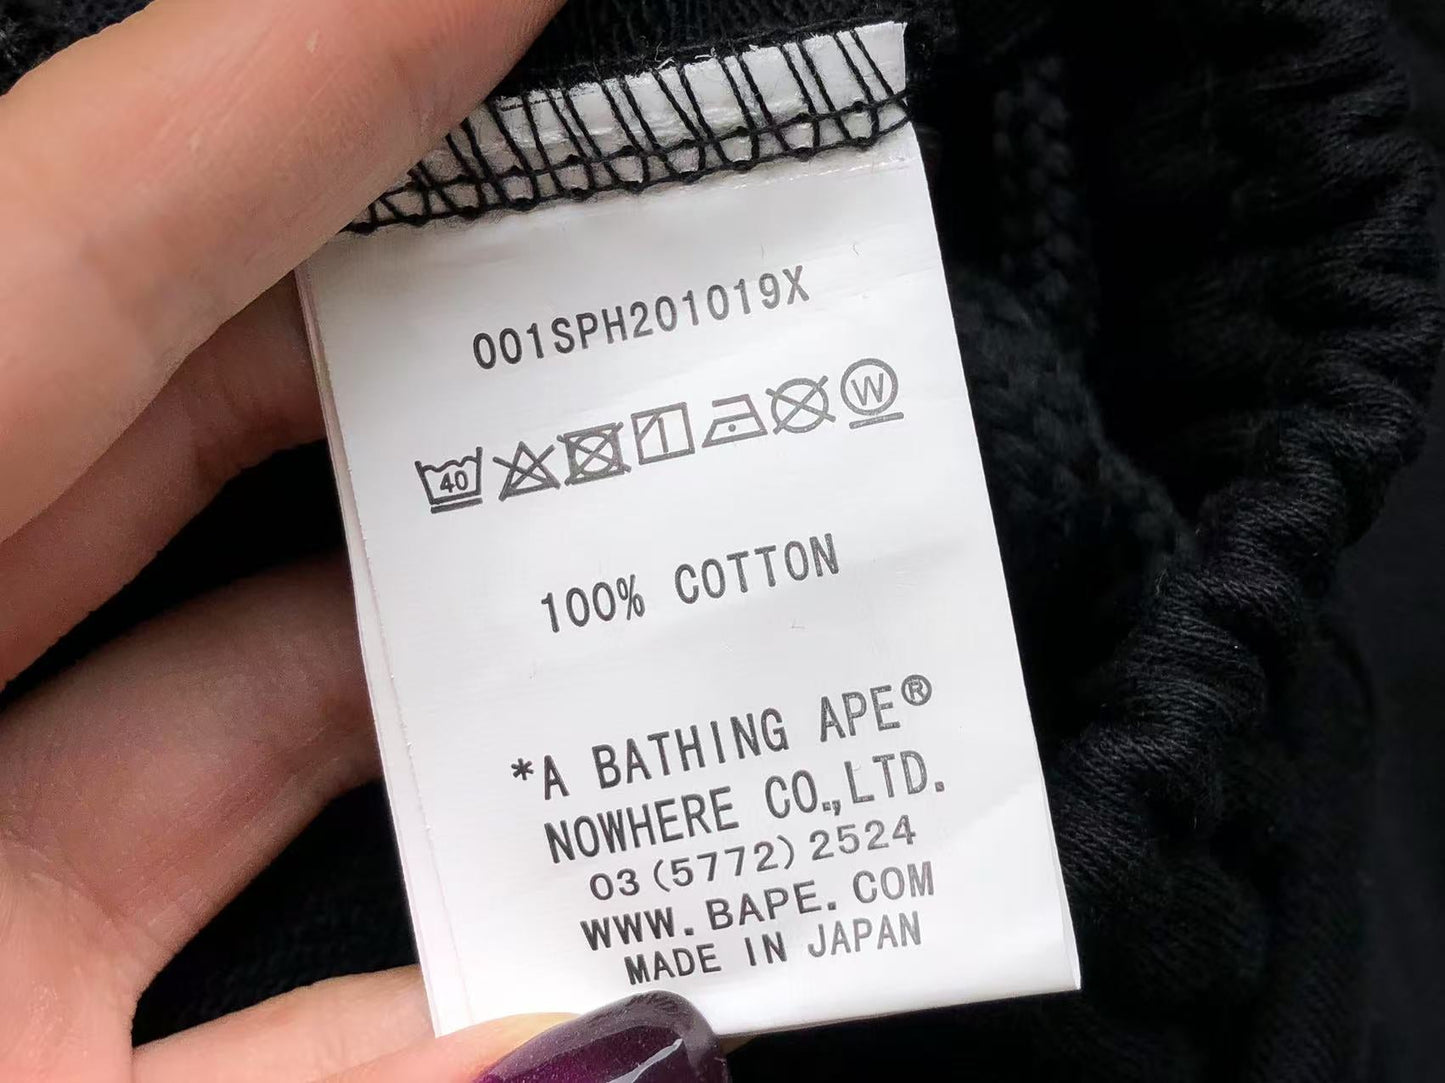 001SPH201019X
40 W
100% COTTON
*A BATHING APE®
NOWHERE CO.,LTD.
03(5772)2524
WWW.BAPE.COM
MADE IN JAPAN